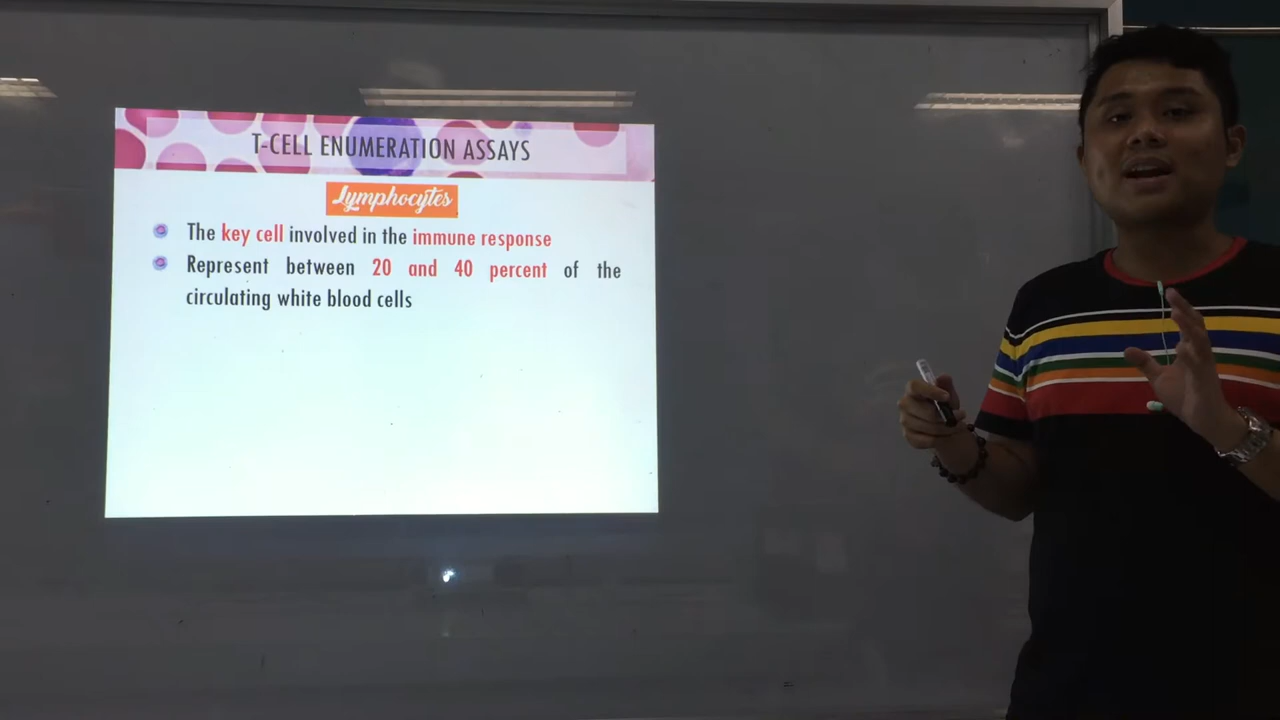 T-CELL ENUMERATION ASSAYS
Lymphocytes
The key cell involved in the immune response
Represent between 20 and 40 percent of the
circulating white blood cells